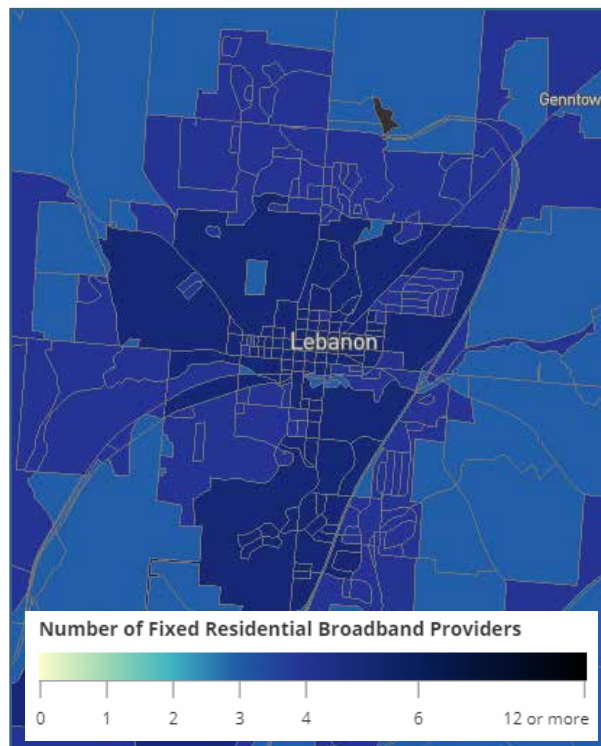 Genntow
Lebanon
Number of Fixed Residential Broadband Providers
0 1 2 3 4 6 12 or more